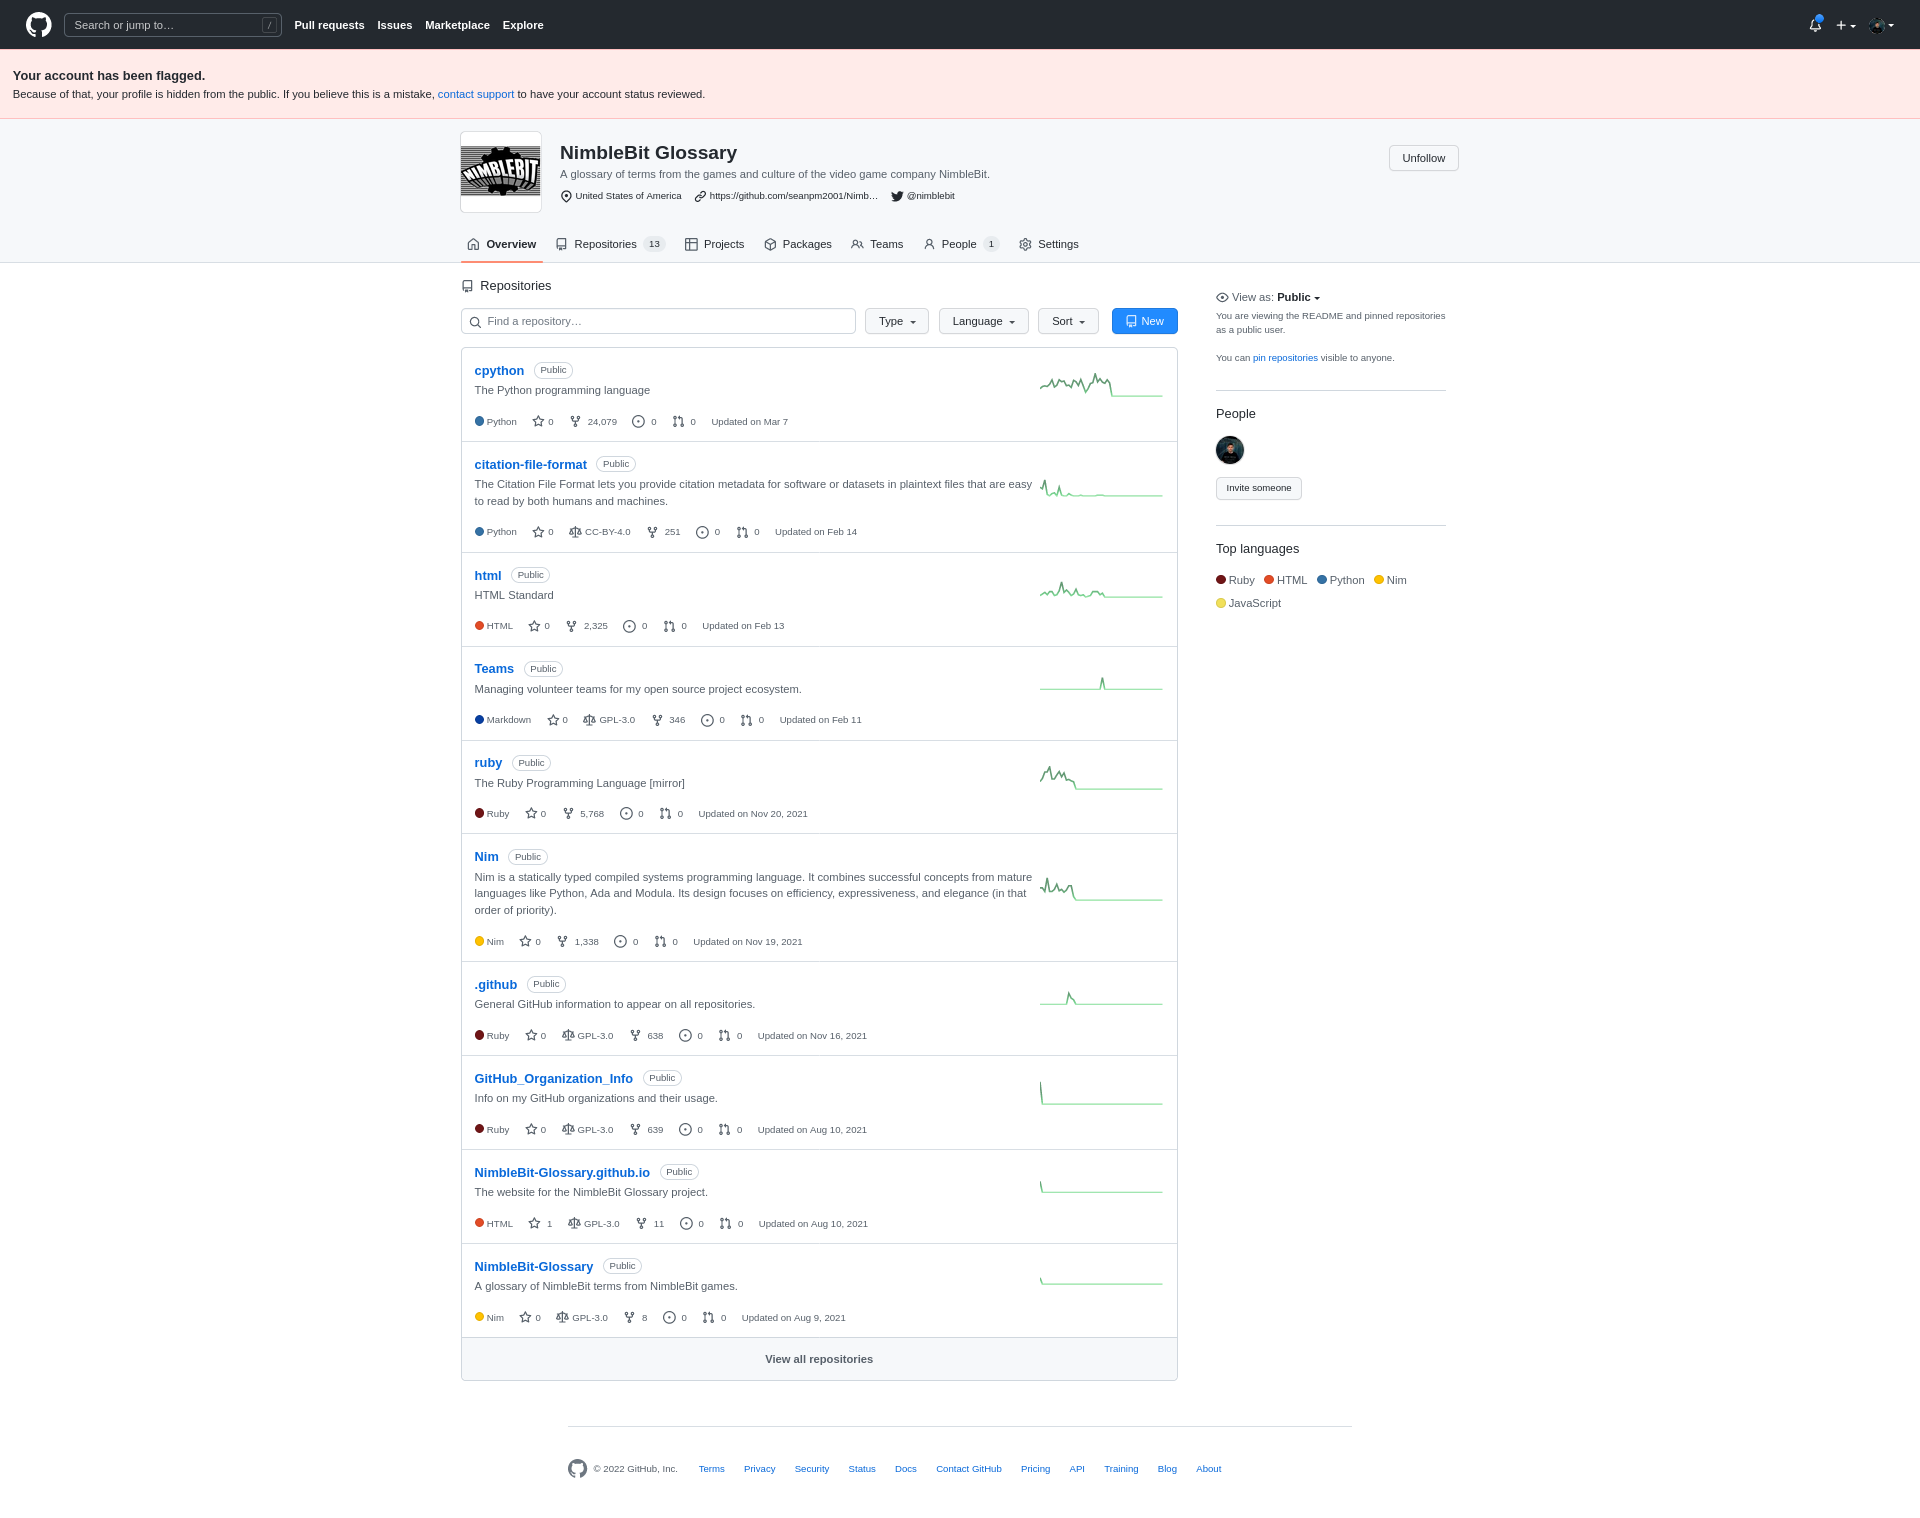 Search or jump to…
/
Pull requests Issues Marketplace Explore
Your account has been flagged.
Because of that, your profile is hidden from the public. If you believe this is a mistake, contact support to have your account status reviewed.
NIMBLEBIT
NimbleBit Glossary
A glossary of terms from the games and culture of the video game company NimbleBit.
United States of America https://github.com/seanpm2001/Nimb… @nimblebit
Unfollow
Overview Repositories 13 Projects Packages Teams People 1 Settings
Repositories
Find a repository… Type Language Sort New
cpython Public
The Python programming language
Python 0 24,079 0 0 Updated on Mar 7
citation-file-format Public
The Citation File Format lets you provide citation metadata for software or datasets in plaintext files that are easy
to read by both humans and machines.
Python 0 CC-BY-4.0 251 0 0 Updated on Feb 14
html Public
HTML Standard
HTML 0 2,325 0 0 Updated on Feb 13
Teams Public
Managing volunteer teams for my open source project ecosystem.
Markdown 0 GPL-3.0 346 0 0 Updated on Feb 11
ruby Public
The Ruby Programming Language [mirror]
Ruby 0 5,768 0 0 Updated on Nov 20, 2021
Nim Public
Nim is a statically typed compiled systems programming language. It combines successful concepts from mature
languages like Python, Ada and Modula. Its design focuses on efficiency, expressiveness, and elegance (in that
order of priority).
Nim 0 1,338 0 0 Updated on Nov 19, 2021
.github Public
General GitHub information to appear on all repositories.
Ruby 0 GPL-3.0 638 0 0 Updated on Nov 16, 2021
GitHub_Organization_Info Public
Info on my GitHub organizations and their usage.
Ruby 0 GPL-3.0 639 0 0 Updated on Aug 10, 2021
NimbleBit-Glossary.github.io Public
The website for the NimbleBit Glossary project.
HTML 1 GPL-3.0 11 0 0 Updated on Aug 10, 2021
NimbleBit-Glossary Public
A glossary of NimbleBit terms from NimbleBit games.
Nim 0 GPL-3.0 8 0 0 Updated on Aug 9, 2021
View all repositories
View as: Public
You are viewing the README and pinned repositories
as a public user.
You can pin repositories visible to anyone.
People
Invite someone
Top languages
Ruby HTML Python Nim
JavaScript
© 2022 GitHub, Inc. Terms Privacy Security Status Docs Contact GitHub Pricing API Training Blog About